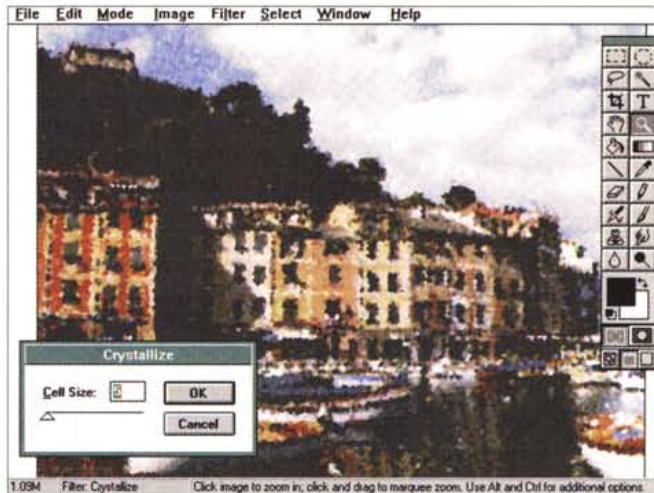 File Edit Mode Image Filter Select Window Help
T
Crystallize
Cell Size:
OK
Cancel
1.09M Filter: Crystallize Click image to zoom in; click and drag to marquee zoom. Use Alt and Ctrl for additional options.